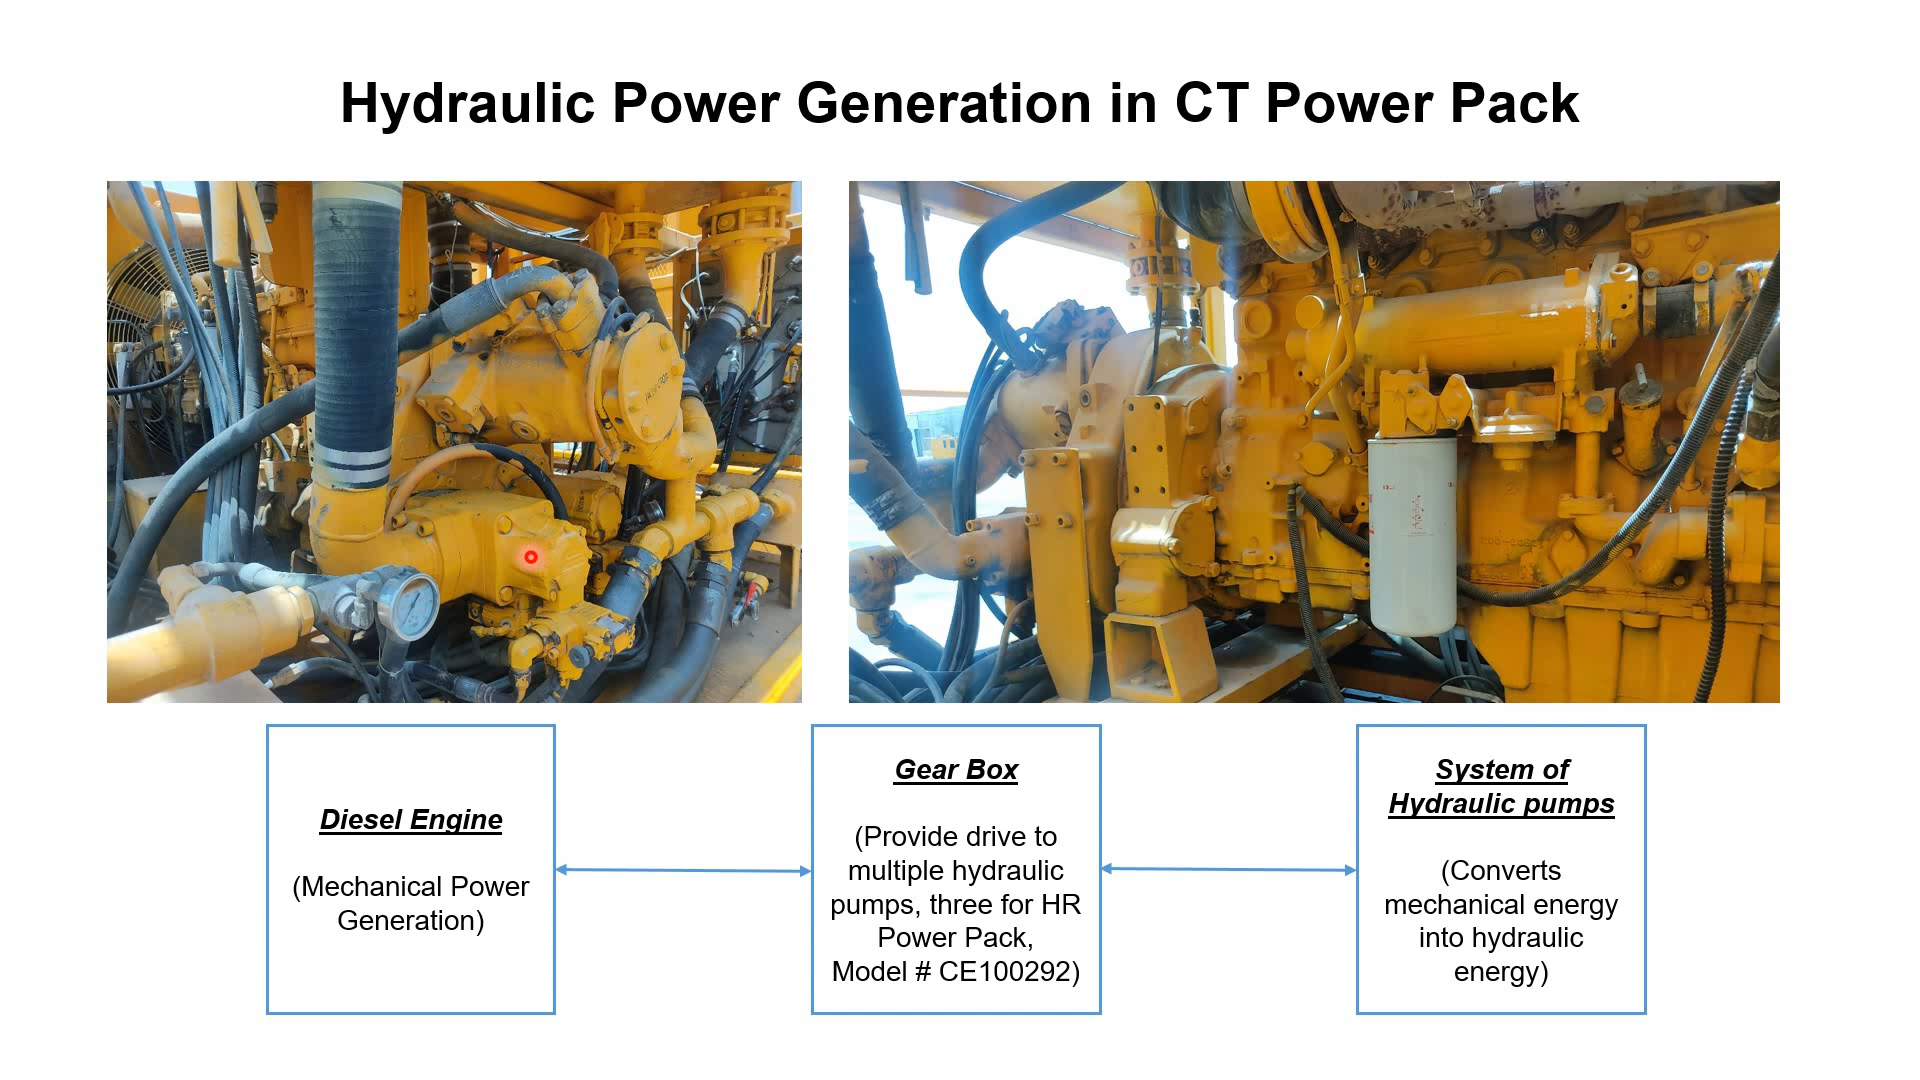 Hydraulic Power Generation in CT Power Pack
Diesel Engine
(Mechanical Power
Generation)
Gear Box
(Provide drive to
multiple hydraulic
pumps, three for HR
Power Pack,
Model # CE100292)
System of
Hydraulic pumps
(Converts
mechanical energy
into hydraulic
energy)